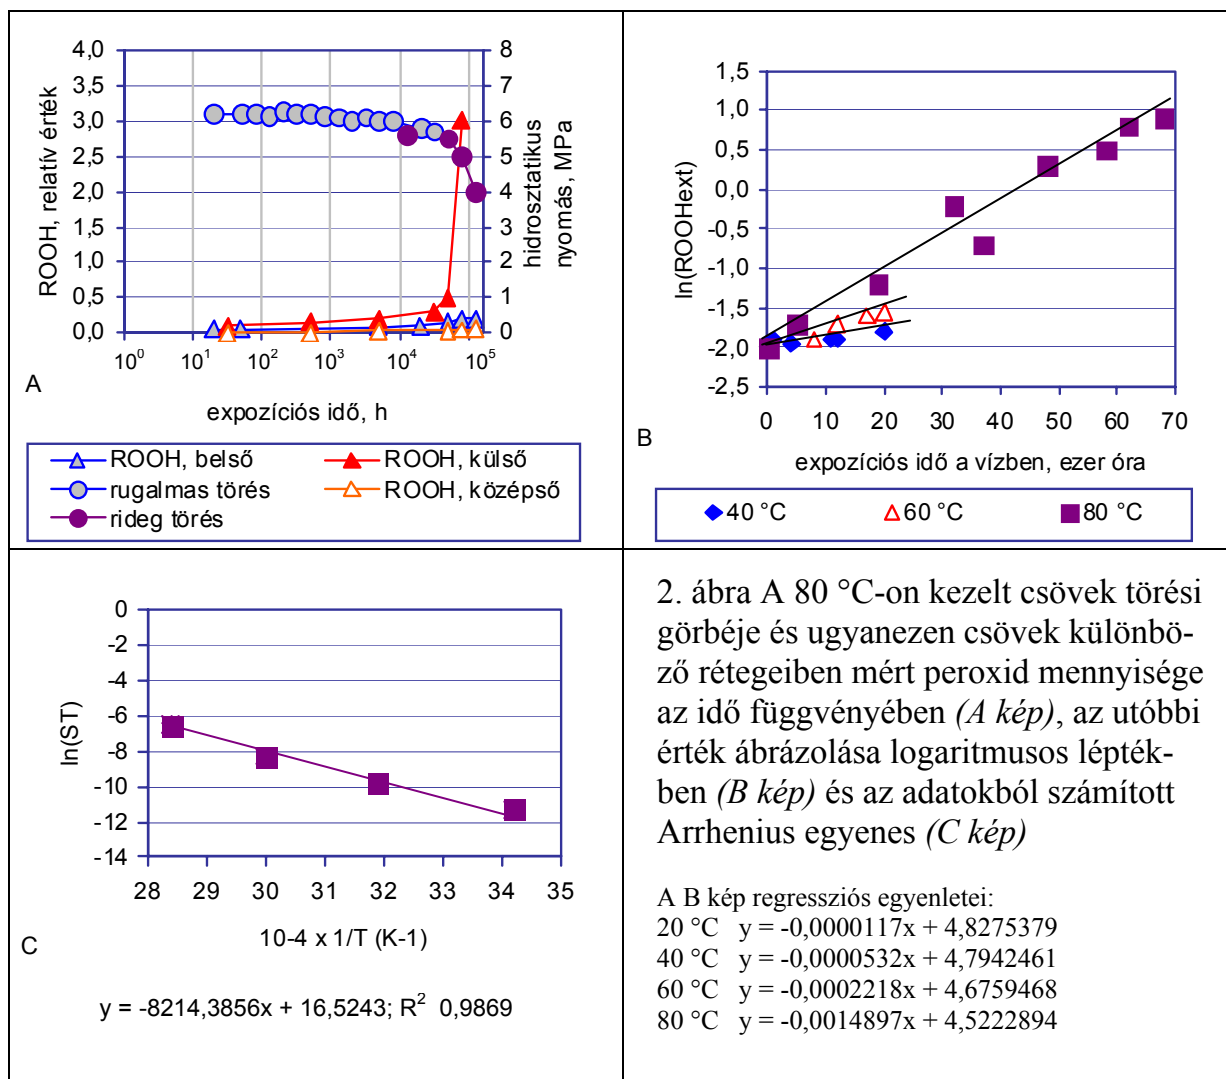 4,0
3,5
3,0
2,5
2,0
1,5
1,0
0,5
0,0
ROOH, relatív érték
8
7
6
5
4
3
2
1
0
hidrosztatikus
nyomás, MPa
10⁰ 10¹ 10² 10³ 10⁴ 10⁵
A
expozíciós idő, h
ROOH, belső ROOH, külső
rugalmas törés ROOH, középső
rideg törés
1,5
1,0
0,5
0,0
-0,5
-1,0
-1,5
-2,0
-2,5
ln(ROOHext)
0 10 20 30 40 50 60 70
B
expozíciós idő a vízben, ezer óra
40 °C 60 °C 80 °C
0
-2
-4
-6
-8
-10
-12
-14
ln(ST)
28 29 30 31 32 33 34 35
C
10-4 x 1/T (K-1)
y = -8214,3856x + 16,5243; R² 0,9869
2. ábra A 80 °C-on kezelt csövek törési
görbéje és ugyanezen csövek különbö-
ző rétegeiben mért peroxid mennyisége
az idő függvényében (A kép), az utóbbi
érték ábrázolása logaritmusos lépték-
ben (B kép) és az adatokból számított
Arrhenius egyenes (C kép)
A B kép regressziós egyenletei:
20 °C y = -0,0000117x + 4,8275379
40 °C y = -0,0000532x + 4,7942461
60 °C y = -0,0002218x + 4,6759468
80 °C y = -0,0014897x + 4,5222894